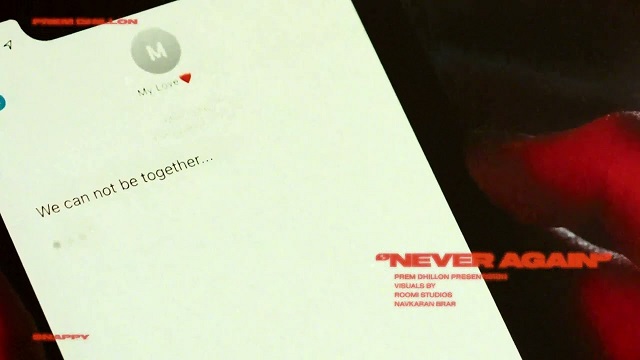 PREM DHILLON
M
My Love❤️
We can not be together...
"NEVER AGAIN"
PREM DHILLON PRESENTATION
VISUALS BY
ROOMI STUDIOS
NAVKARAN BRAR
SNAPPY